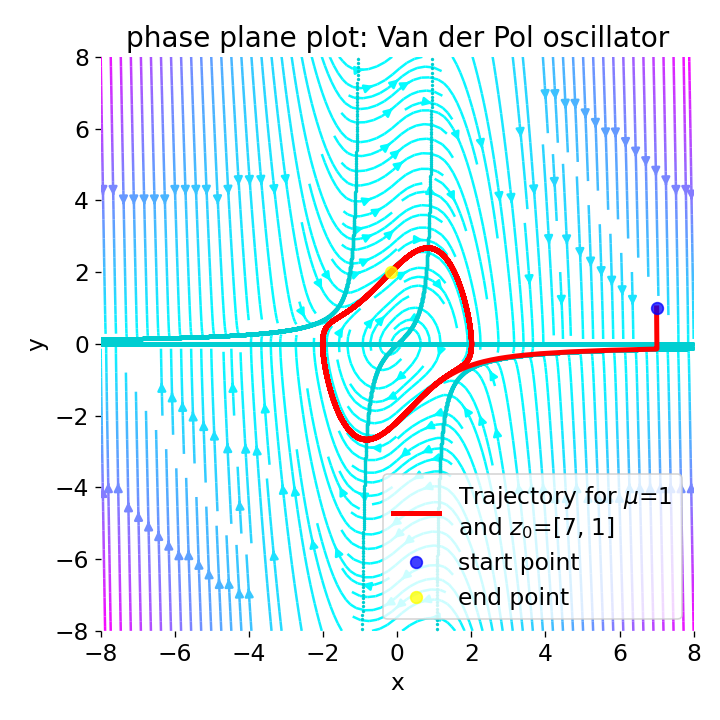 phase plane plot: Van der Pol oscillator
8
6
4
2
0
−2
−4
−6
−8
y
−8 −6 −4 −2 0 2 4 6 8
x
Trajectory for μ=1
and z₀=[7, 1]
start point
end point